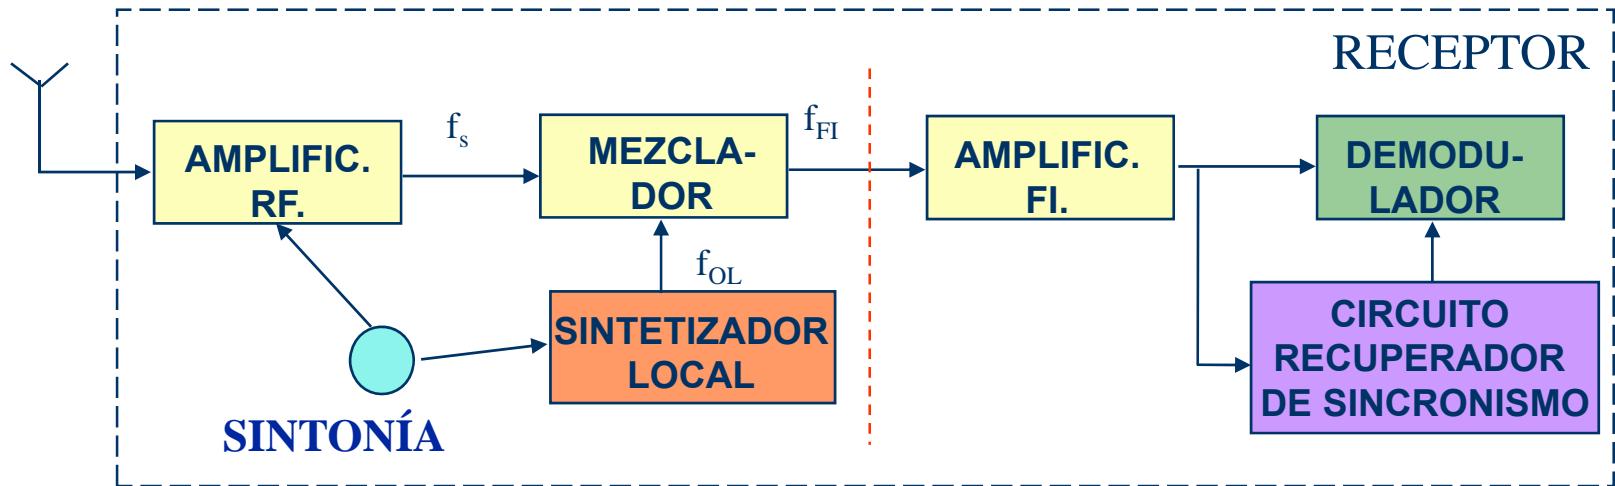 RECEPTOR
AMPLIFIC.
RF.
f_s
MEZCLA-
DOR
f_FI
AMPLIFIC.
FI.
DEMODU-
LADOR
f_OL
SINTETIZADOR
LOCAL
SINTONÍA
CIRCUITO
RECUPERADOR
DE SINCRONISMO